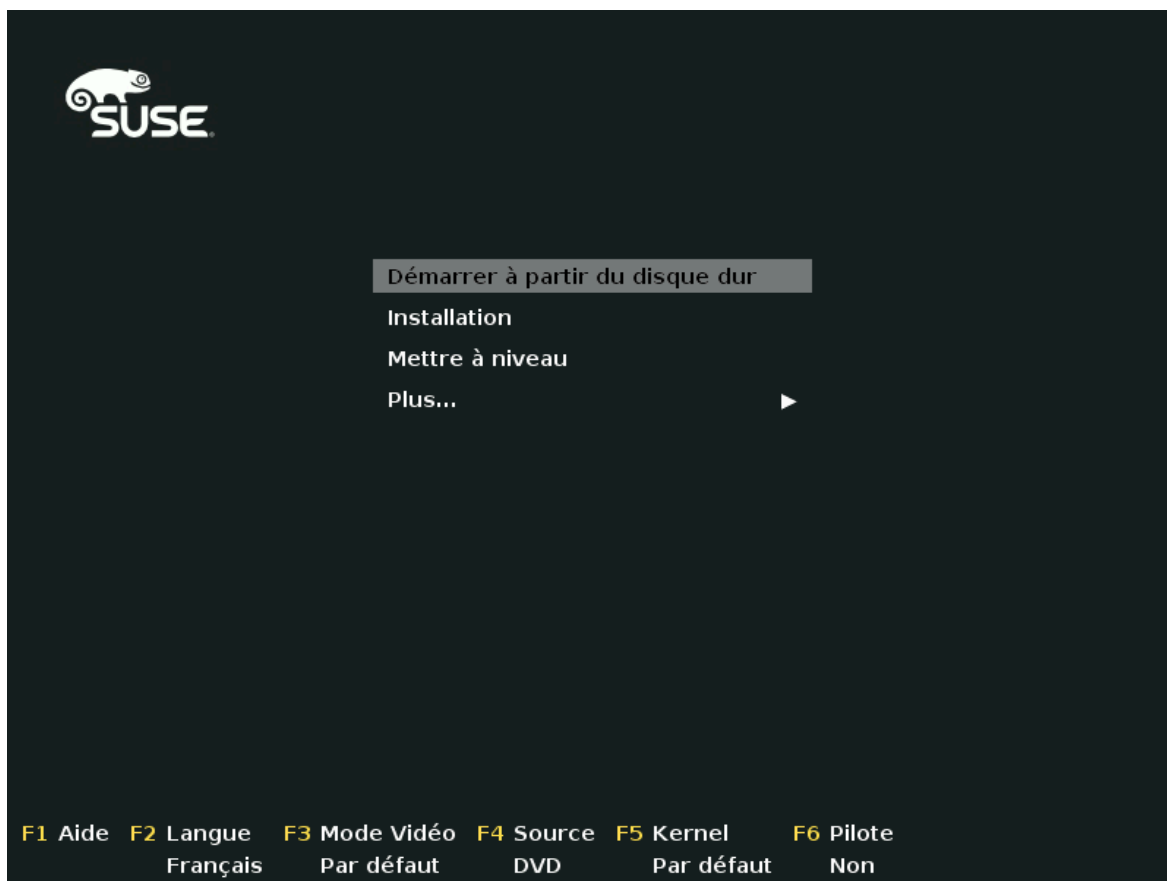 SUSE
Démarrer à partir du disque dur
Installation
Mettre à niveau
Plus...
F1 Aide F2 Langue F3 Mode Vidéo F4 Source F5 Kernel F6 Pilote
Français Par défaut DVD Par défaut Non